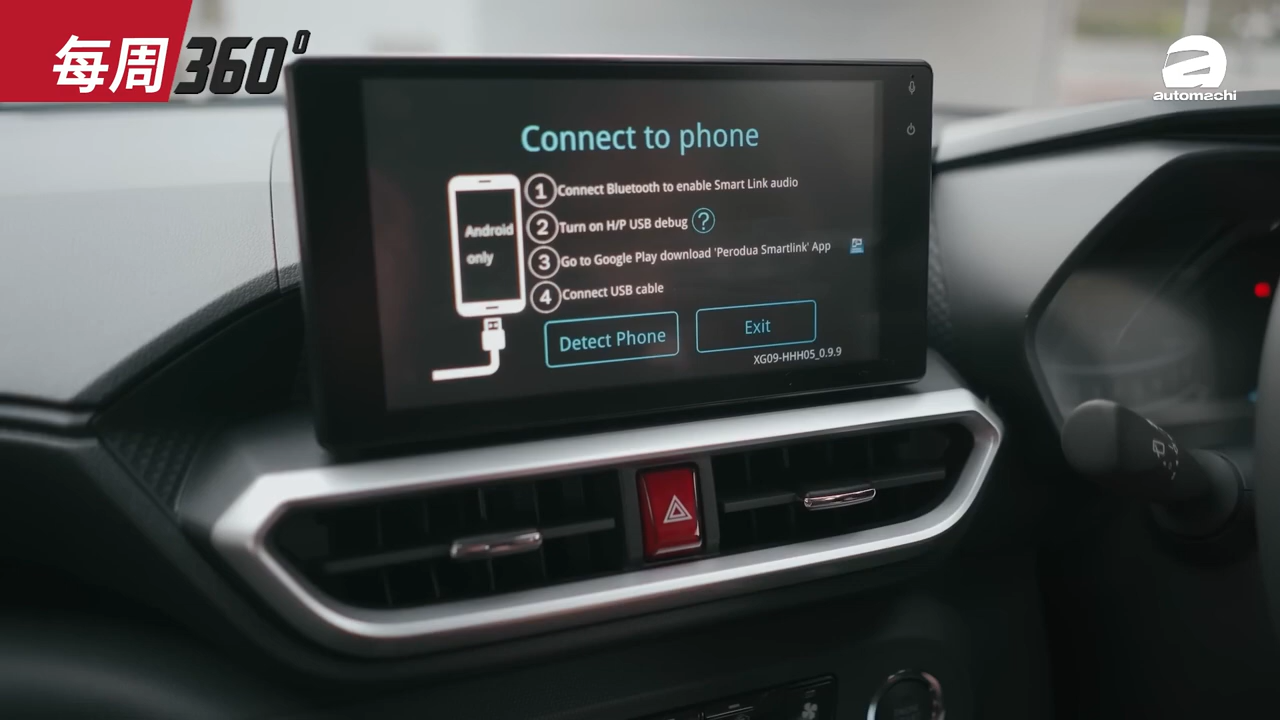 每周360°
automachi
Connect to phone
Android
only
1 Connect Bluetooth to enable Smart Link audio
2 Turn on H/P USB debug ?
3 Go to Google Play download 'Perodua Smartlink' App
4 Connect USB cable
Detect Phone
Exit
XG09-HHH05_0.9.9